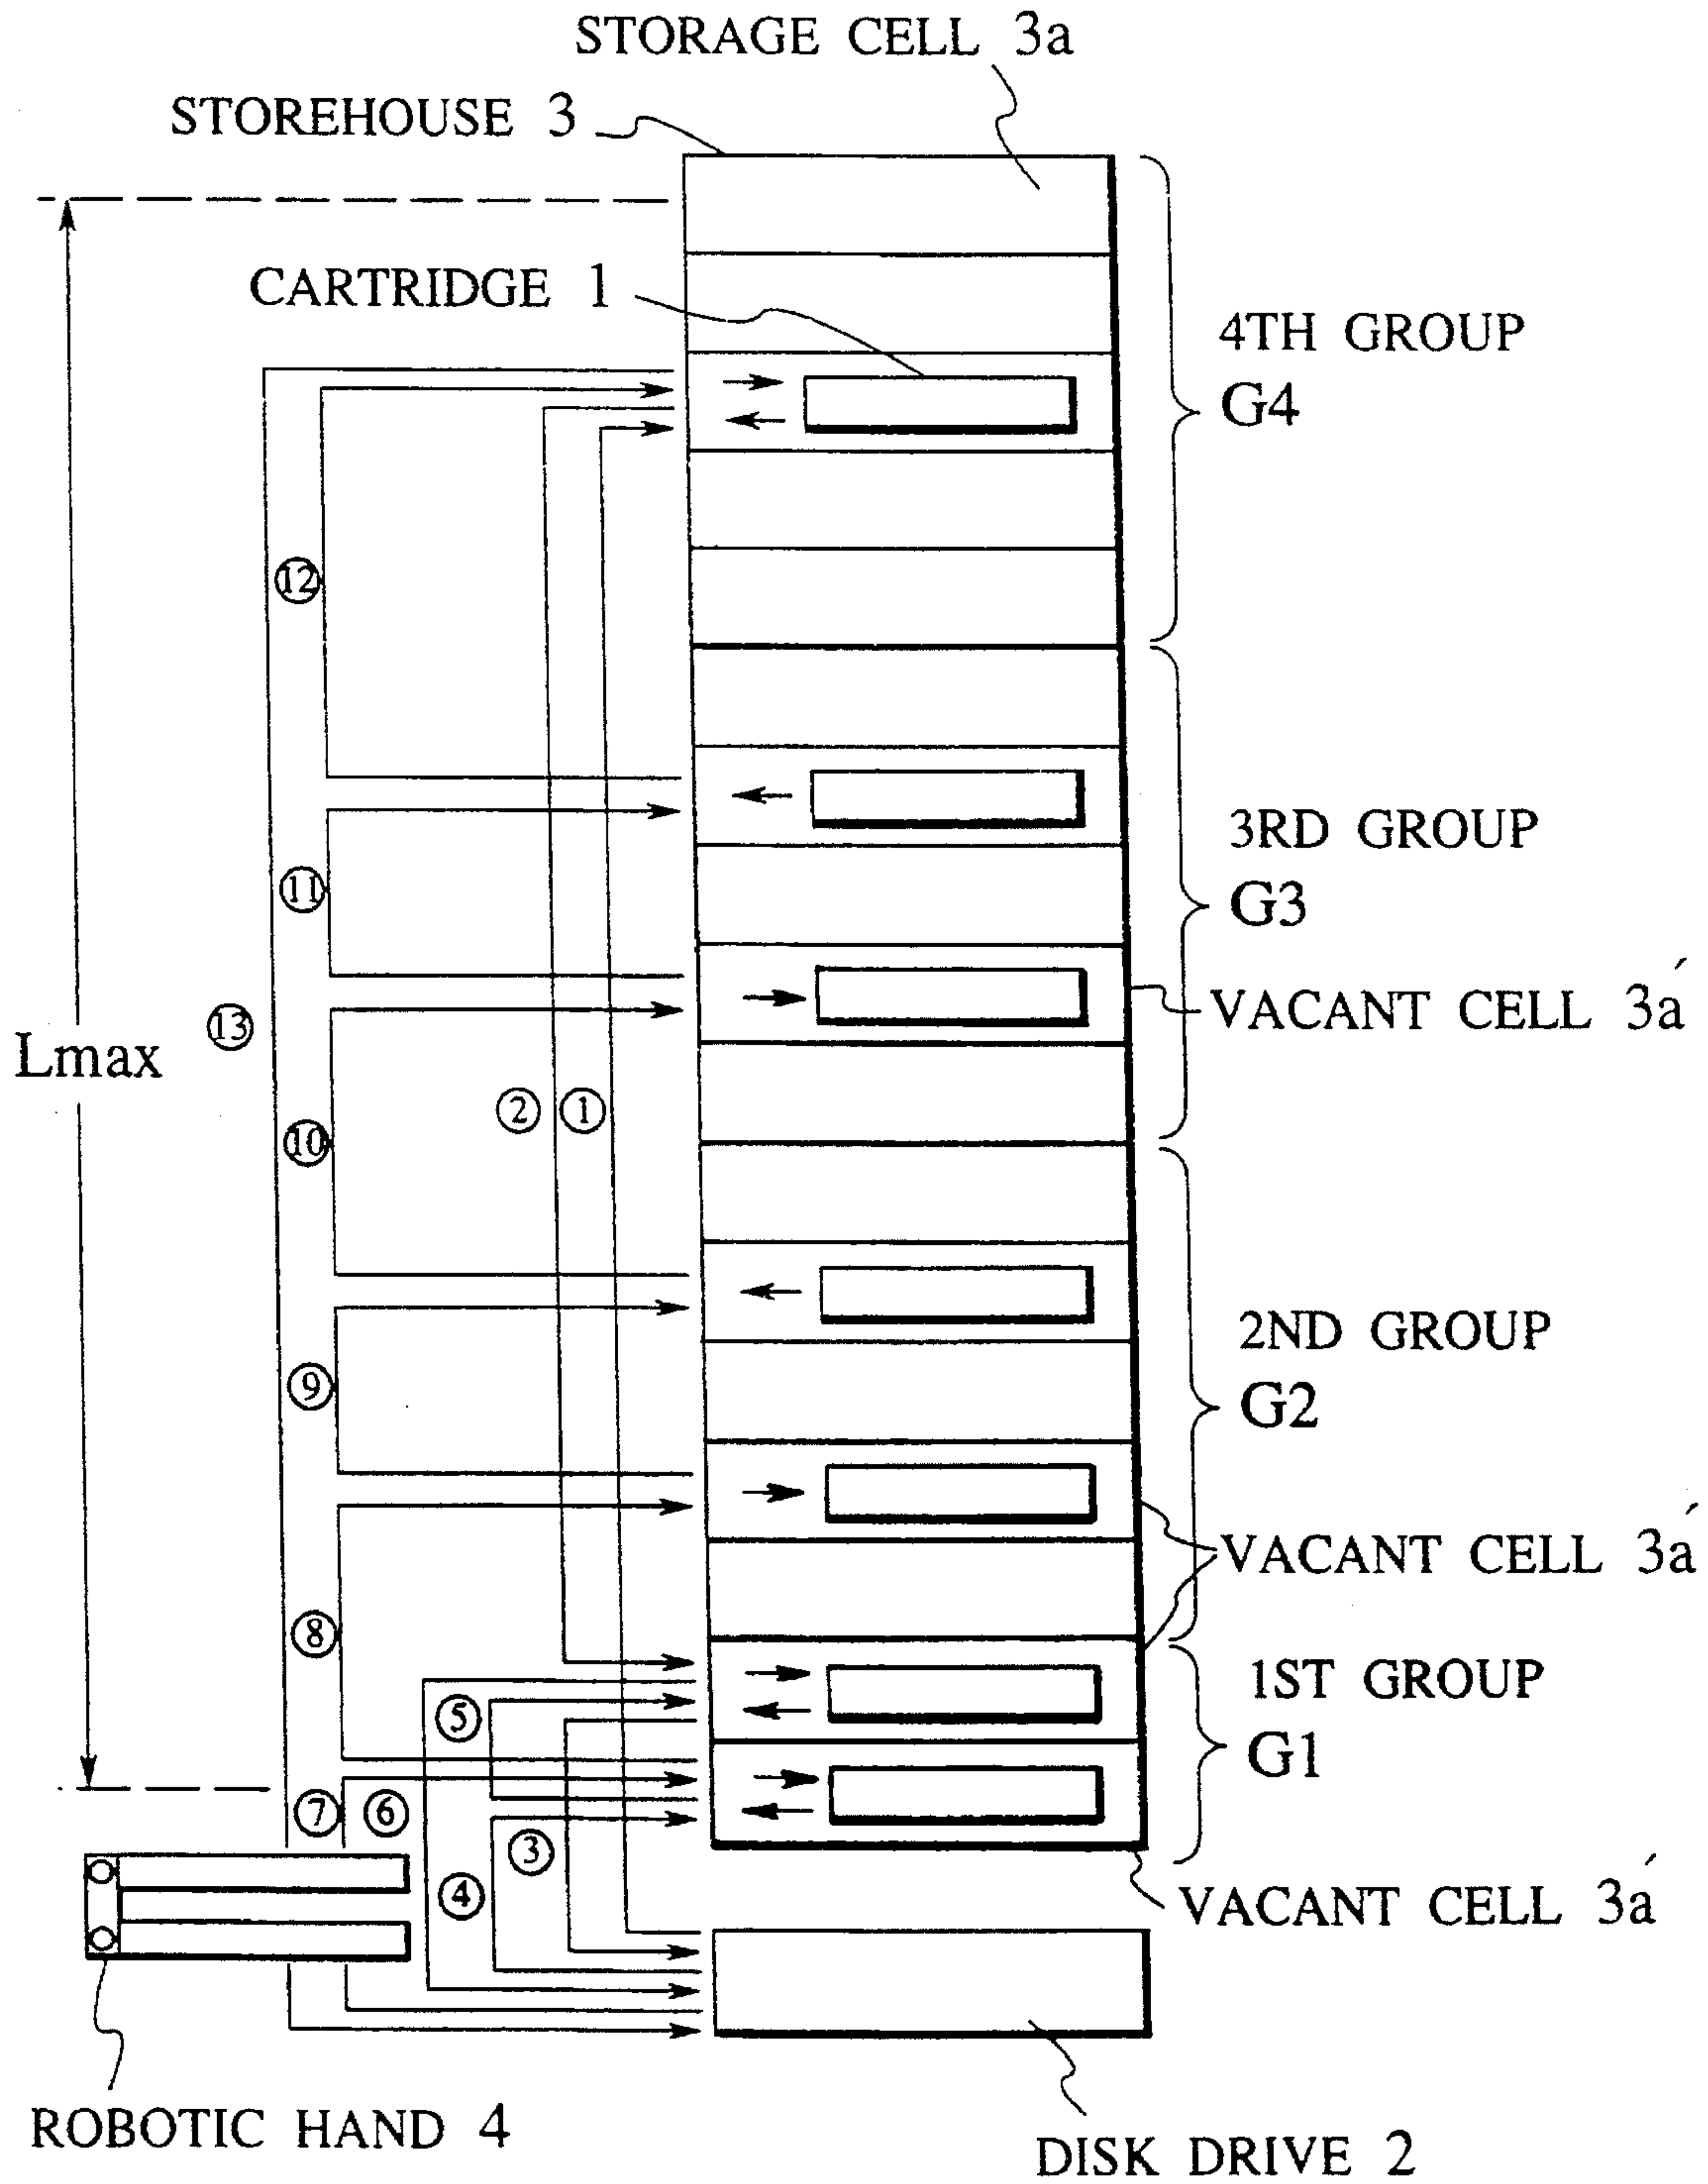 STORAGE CELL 3a
STOREHOUSE 3
CARTRIDGE 1
4TH GROUP
G4
12
3RD GROUP
G3
11
VACANT CELL 3a´
13
Lmax
2 1
10
2ND GROUP
G2
9
VACANT CELL 3a´
8
1ST GROUP
G1
5
7 6
3
4
VACANT CELL 3a´
ROBOTIC HAND 4
DISK DRIVE 2